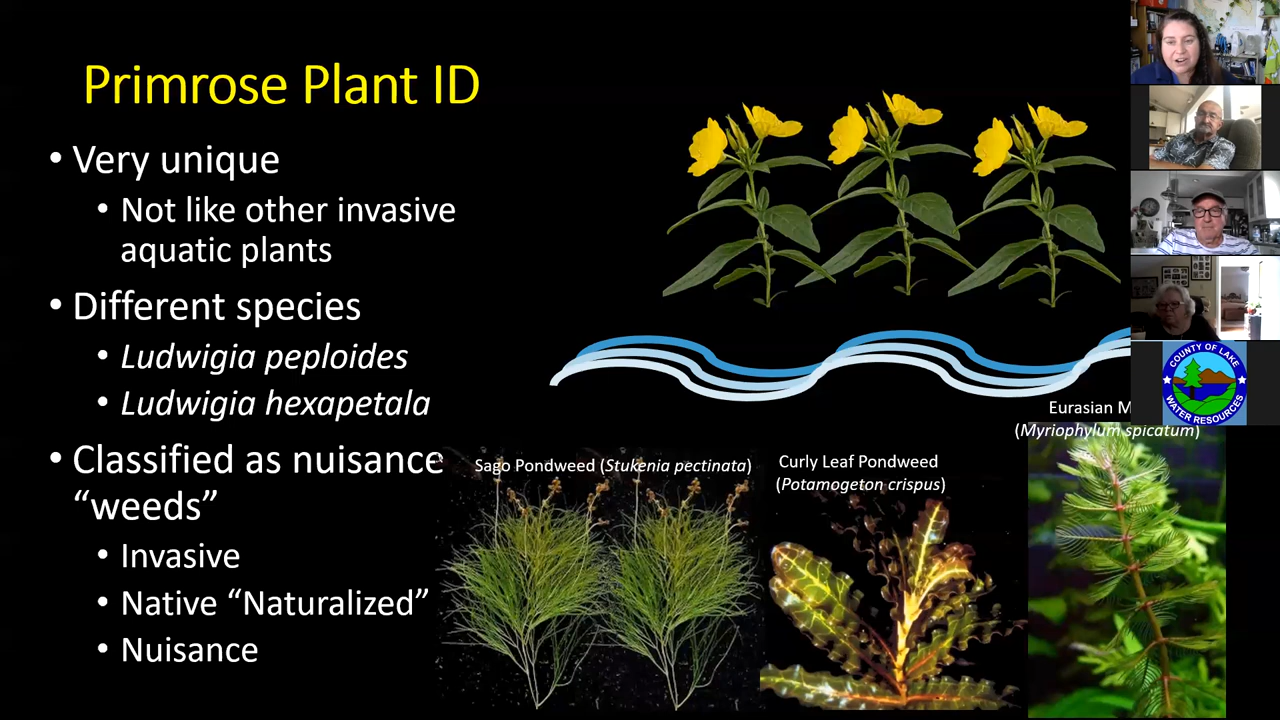 Primrose Plant ID
• Very unique
• Not like other invasive
aquatic plants
• Different species
• Ludwigia peploides
• Ludwigia hexapetala
• Classified as nuisance
“weeds”
• Invasive
• Native “Naturalized”
• Nuisance
Sago Pondweed (Stukenia pectinata)
Curly Leaf Pondweed
(Potamogeton crispus)
Eurasian M
(Myriophylum spicatum)
COUNTY OF LAKE
WATER RESOURCES